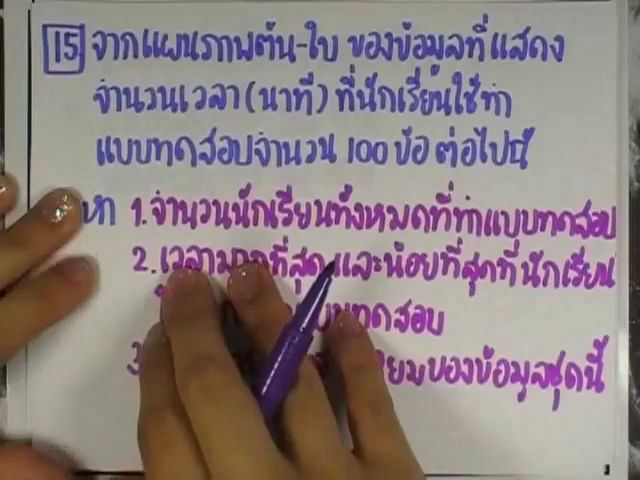 15 จากแผนภาพต้น-ใบ ของข้อมูลที่แสดง
จำนวนเวลา (นาที) ที่นักเรียนใช้ทำ
แบบทดสอบจำนวน 100 ข้อ ต่อไปนี้
หา 1. จำนวนนักเรียนทั้งหมดที่ทำแบบทดสอบ
2. เวลามากที่สุด และน้อยที่สุดที่นักเรียน
แบบทดสอบ
3. ของข้อมูลชุดนี้